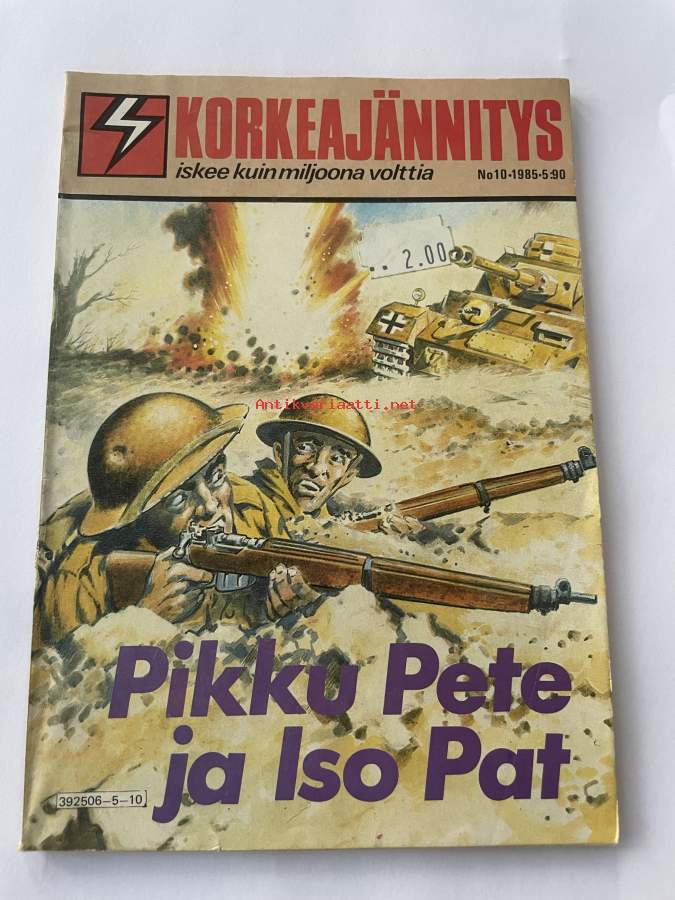 KORKEAJÄNNITYS
iskee kuin miljoona volttia
No10•1985•5:90
2.00
Antikvariaatti.net
Pikku Pete
ja Iso Pat
392506-5-10